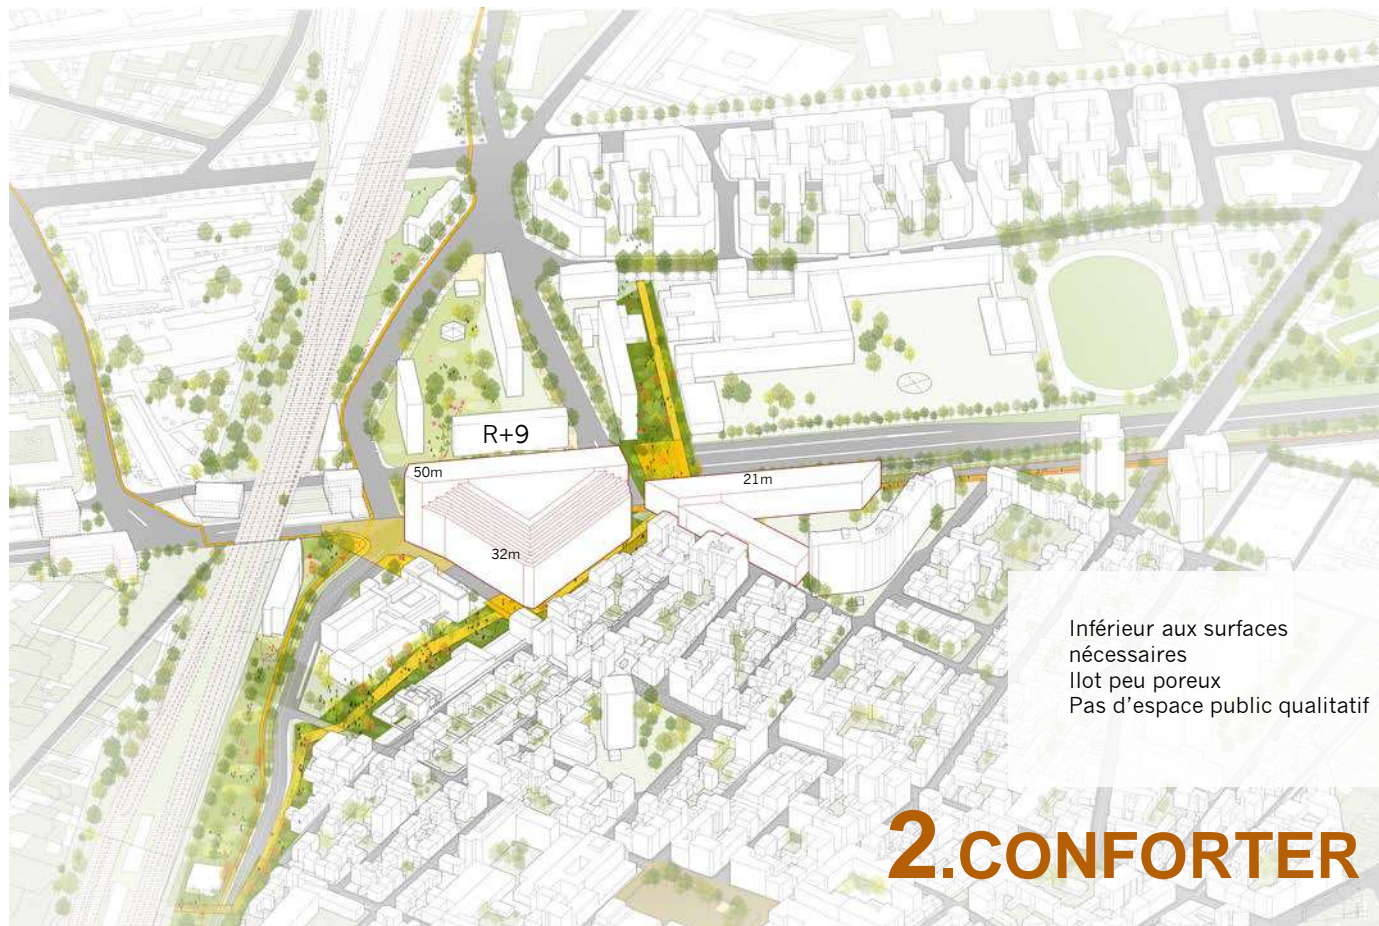 R+9
50m
21m
32m
Inférieur aux surfaces
nécessaires
Ilot peu poreux
Pas d'espace public qualitatif
2.CONFORTER